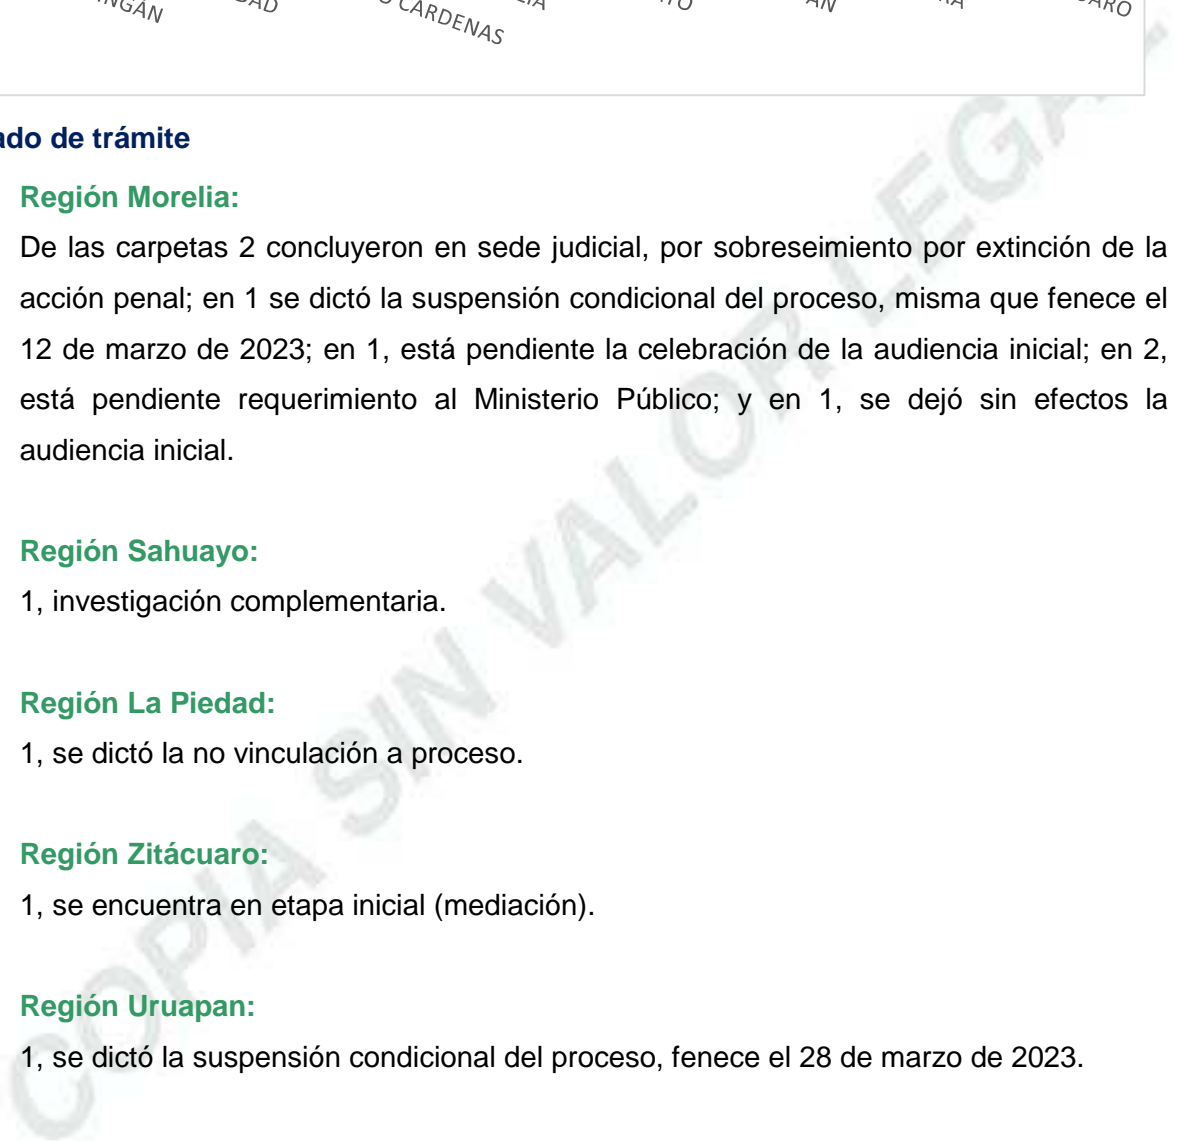 CARDENAS
de trámite
Región Morelia:
De las carpetas 2 concluyeron en sede judicial, por sobreseimiento por extinción de la
acción penal; en 1 se dictó la suspensión condicional del proceso, misma que fenece el
12 de marzo de 2023; en 1, está pendiente la celebración de la audiencia inicial; en 2,
está pendiente requerimiento al Ministerio Público; y en 1, se dejó sin efectos la
audiencia inicial.
Región Sahuayo:
1, investigación complementaria.
Región La Piedad:
1, se dictó la no vinculación a proceso.
Región Zitácuaro:
1, se encuentra en etapa inicial (mediación).
Región Uruapan:
1, se dictó la suspensión condicional del proceso, fenece el 28 de marzo de 2023.
COPIA SIN VALOR LEGAL